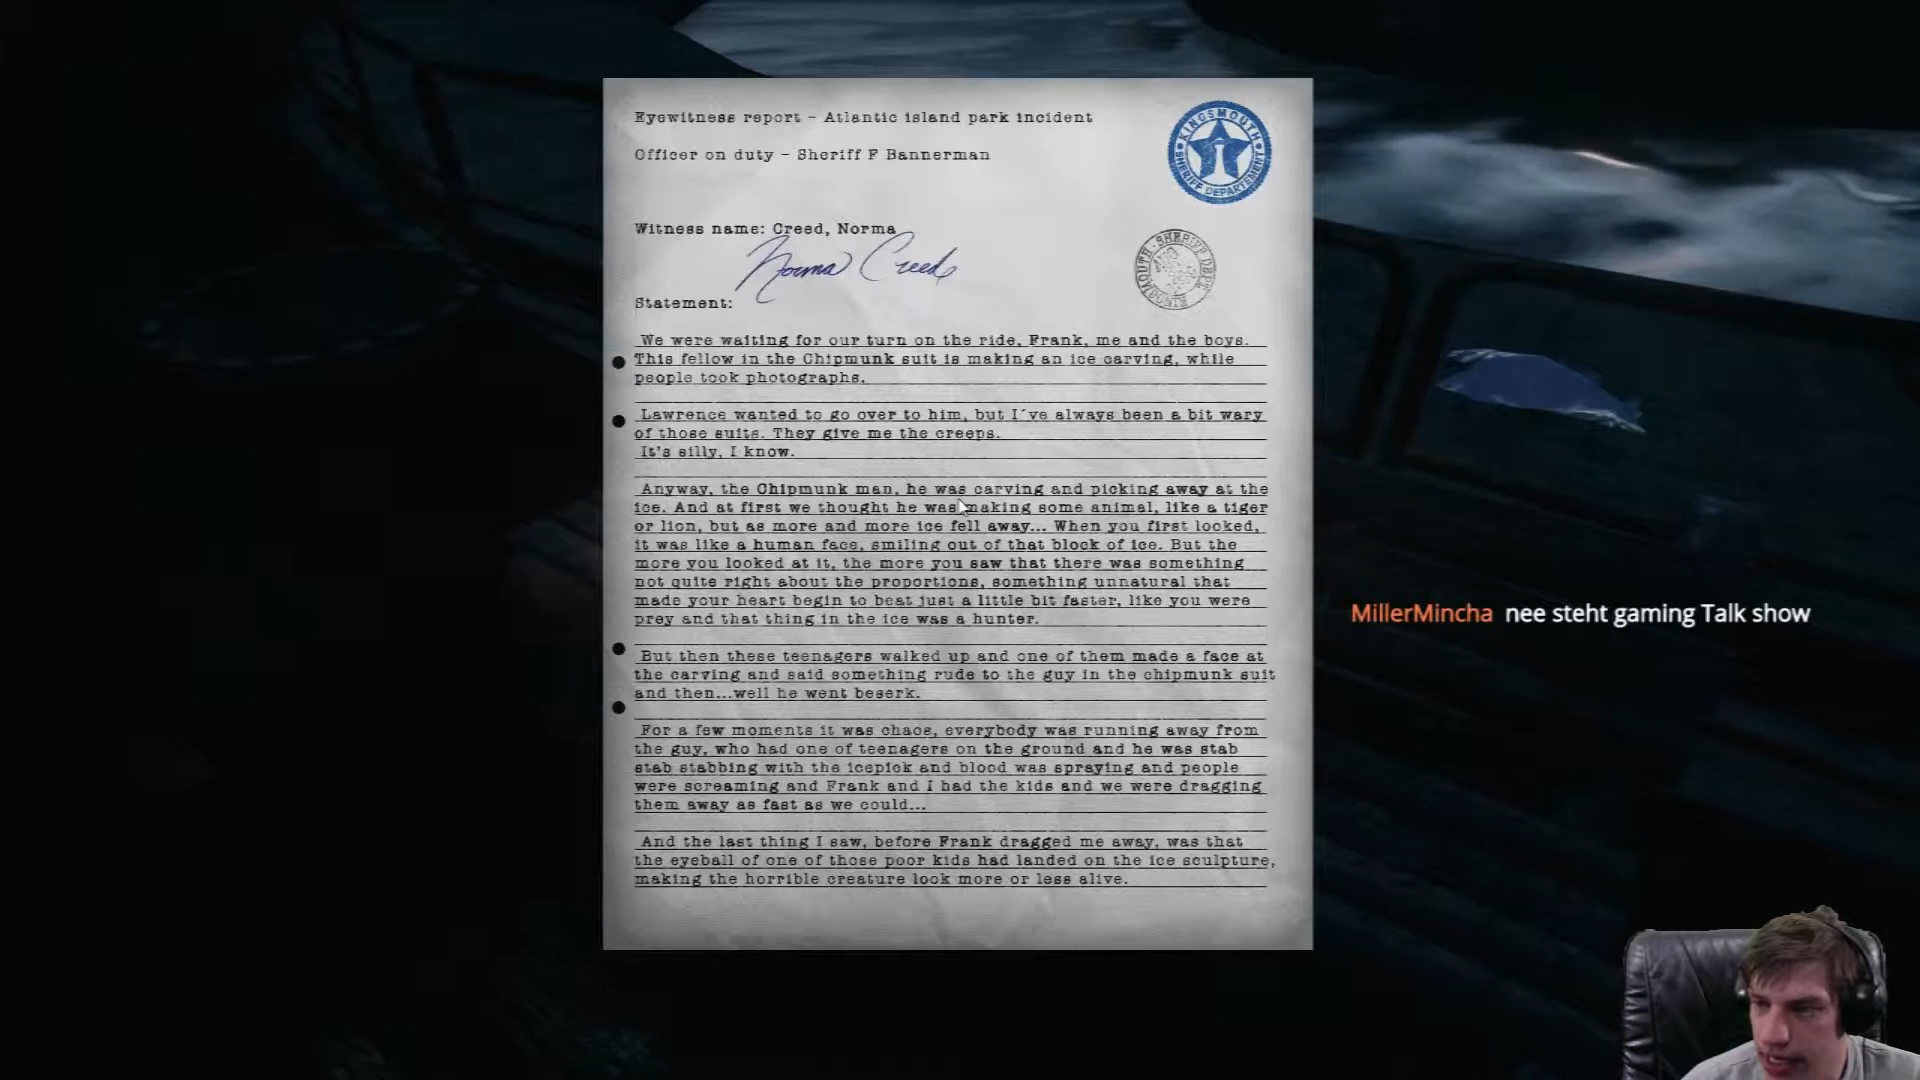 Eyewitness report - Atlantic island park incident
Officer on duty - Sheriff F Bannerman
KINGSMOUTH
SHERIFF DEPARTEMENT
Witness name: Creed, Norma
Norma Creed
Statement:
We were waiting for our turn on the ride, Frank, me and the boys.
This fellow in the Chipmunk suit is making an ice carving, while
people took photographs.
Lawrence wanted to go over to him, but I´ve always been a bit wary
of those suits. They give me the creeps.
It's silly, I know.
Anyway, the Chipmunk man, he was carving and picking away at the
ice. And at first we thought he was making some animal, like a tiger
or lion, but as more and more ice fell away... When you first looked,
it was like a human face, smiling out of that block of ice. But the
more you looked at it, the more you saw that there was something
not quite right about the proportions, something unnatural that
made your heart begin to beat just a little bit faster, like you were
prey and that thing in the ice was a hunter.
MillerMincha nee steht gaming Talk show
But then these teenagers walked up and one of them made a face at
the carving and said something rude to the guy in the chipmunk suit
and then...well he went beserk.
For a few moments it was chaos, everybody was running away from
the guy, who had one of teenagers on the ground and he was stab
stab stabbing with the icepick and blood was spraying and people
were screaming and Frank and I had the kids and we were dragging
them away as fast as we could...
And the last thing I saw, before Frank dragged me away, was that
the eyeball of one of those poor kids had landed on the ice sculpture,
making the horrible creature look more or less alive.